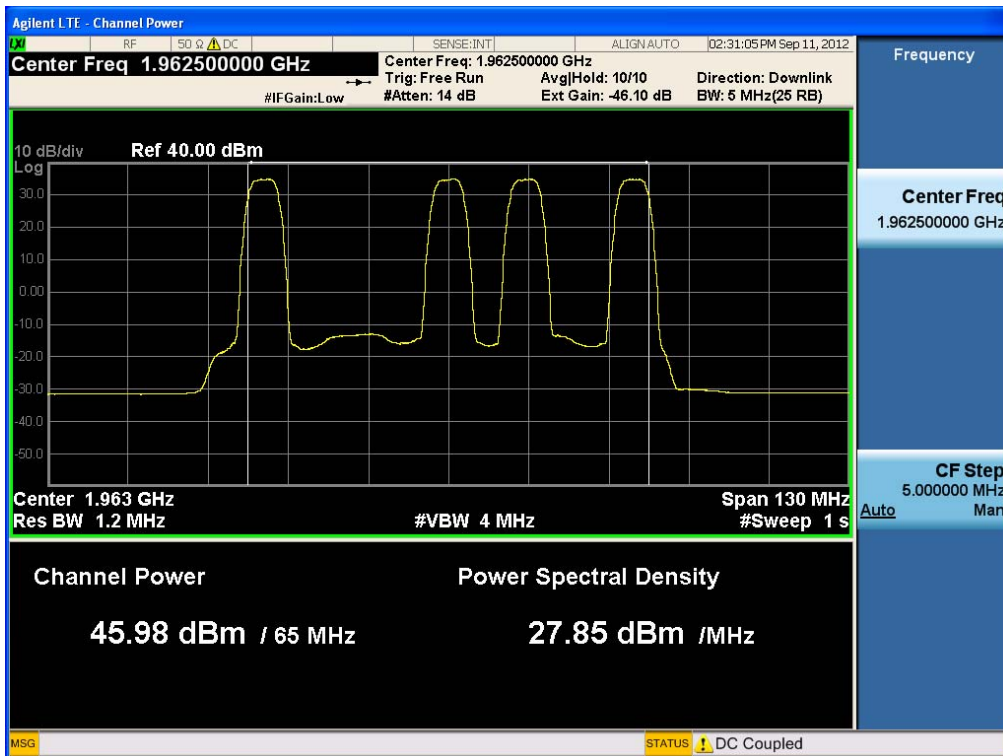 Agilent LTE - Channel Power
LXI RF 50 Ω DC SENSE:INT ALIGN AUTO 02:31:05 PM Sep 11, 2012
Center Freq 1.962500000 GHz
#IFGain:Low
Center Freq: 1.962500000 GHz
Trig: Free Run Avg|Hold: 10/10 Direction: Downlink
#Atten: 14 dB Ext Gain: -46.10 dB BW: 5 MHz(25 RB)
10 dB/div Ref 40.00 dBm
Log
30.0
20.0
10.0
0.00
-10.0
-20.0
-30.0
-40.0
-50.0
Center 1.963 GHz Span 130 MHz
Res BW 1.2 MHz #VBW 4 MHz #Sweep 1 s
Channel Power Power Spectral Density
45.98 dBm / 65 MHz 27.85 dBm /MHz
Frequency
Center Freq
1.962500000 GHz
CF Step
5.000000 MHz
Auto Man
MSG STATUS DC Coupled